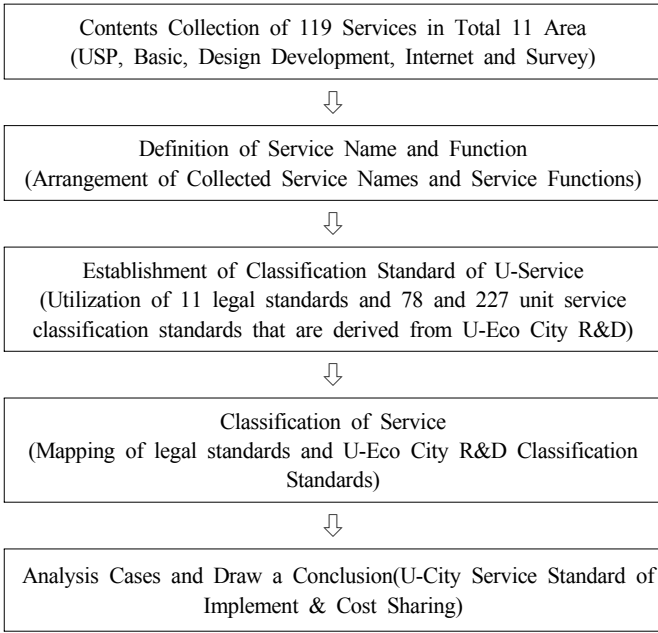 Contents Collection of 119 Services in Total 11 Area
(USP, Basic, Design Development, Internet and Survey)
⇩
Definition of Service Name and Function
(Arrangement of Collected Service Names and Service Functions)
⇩
Establishment of Classification Standard of U-Service
(Utilization of 11 legal standards and 78 and 227 unit service
classification standards that are derived from U-Eco City R&D)
⇩
Classification of Service
(Mapping of legal standards and U-Eco City R&D Classification
Standards)
⇩
Analysis Cases and Draw a Conclusion(U-City Service Standard of
Implement & Cost Sharing)